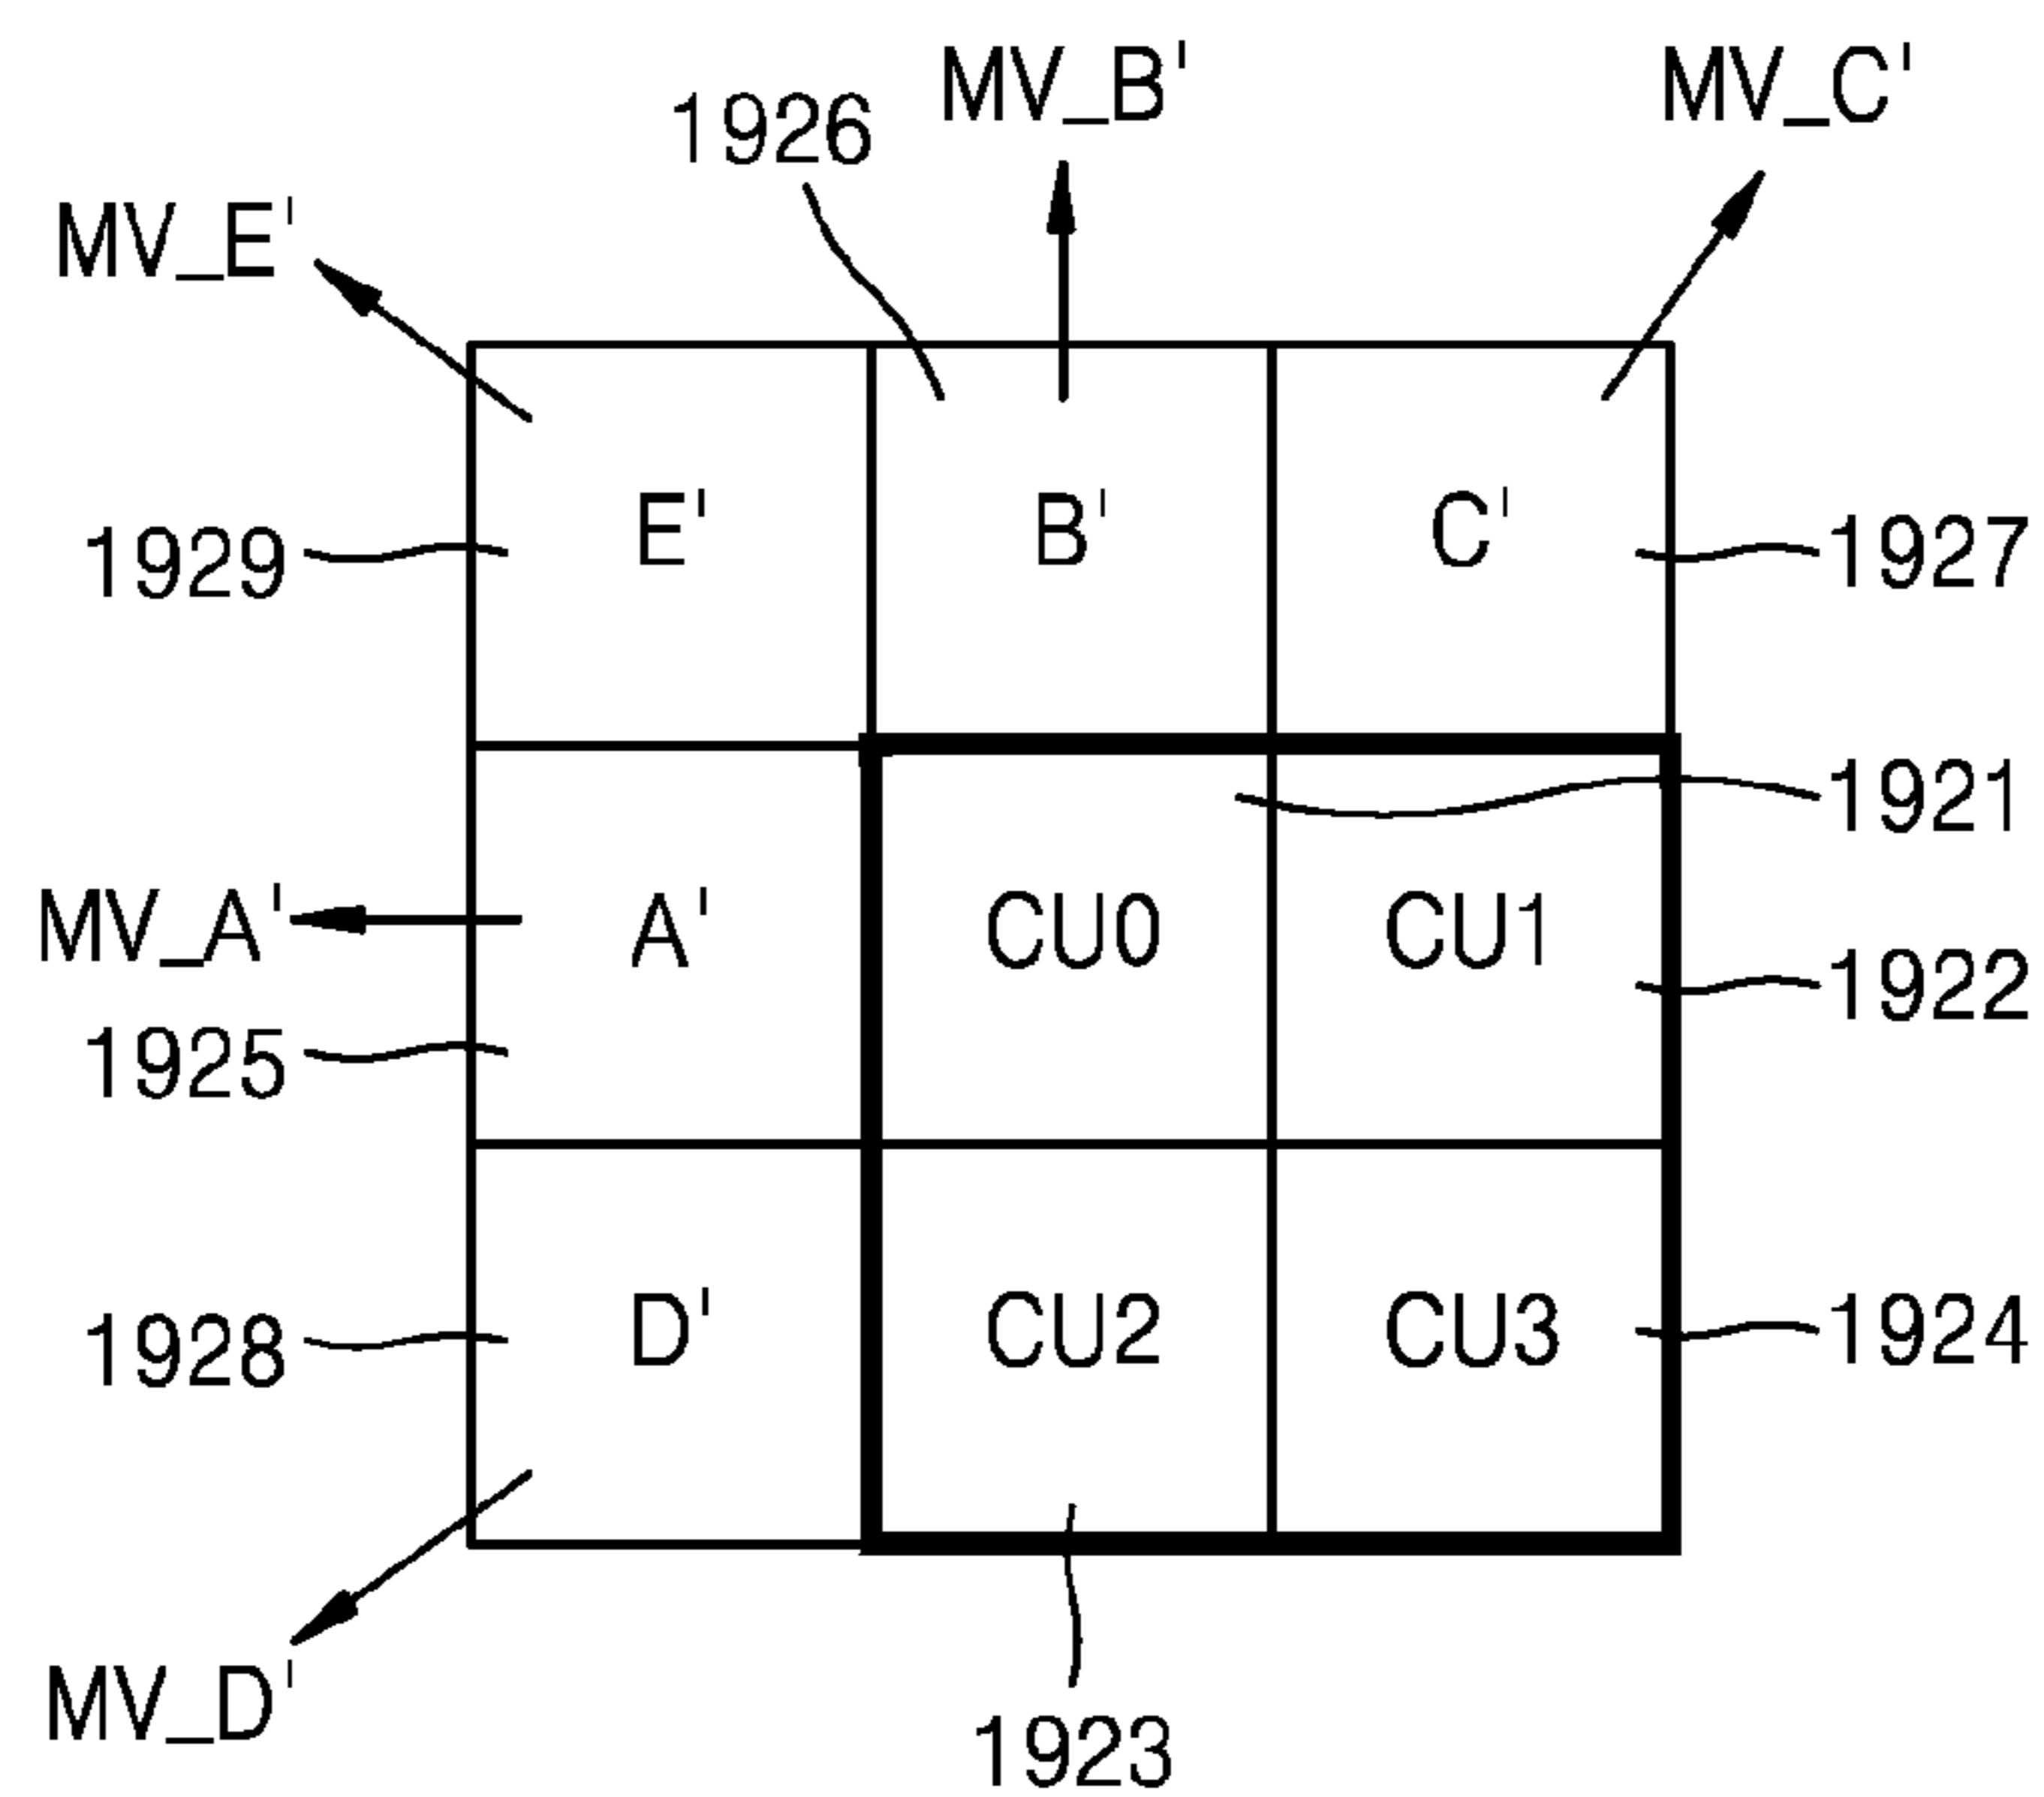 MV_B'
MV_C'
1926
MV_E'
E'
B'
C'
1929
1927
1921
MV_A'
A'
CU0
CU1
1922
1925
D'
CU2
CU3
1928
1924
MV_D'
1923